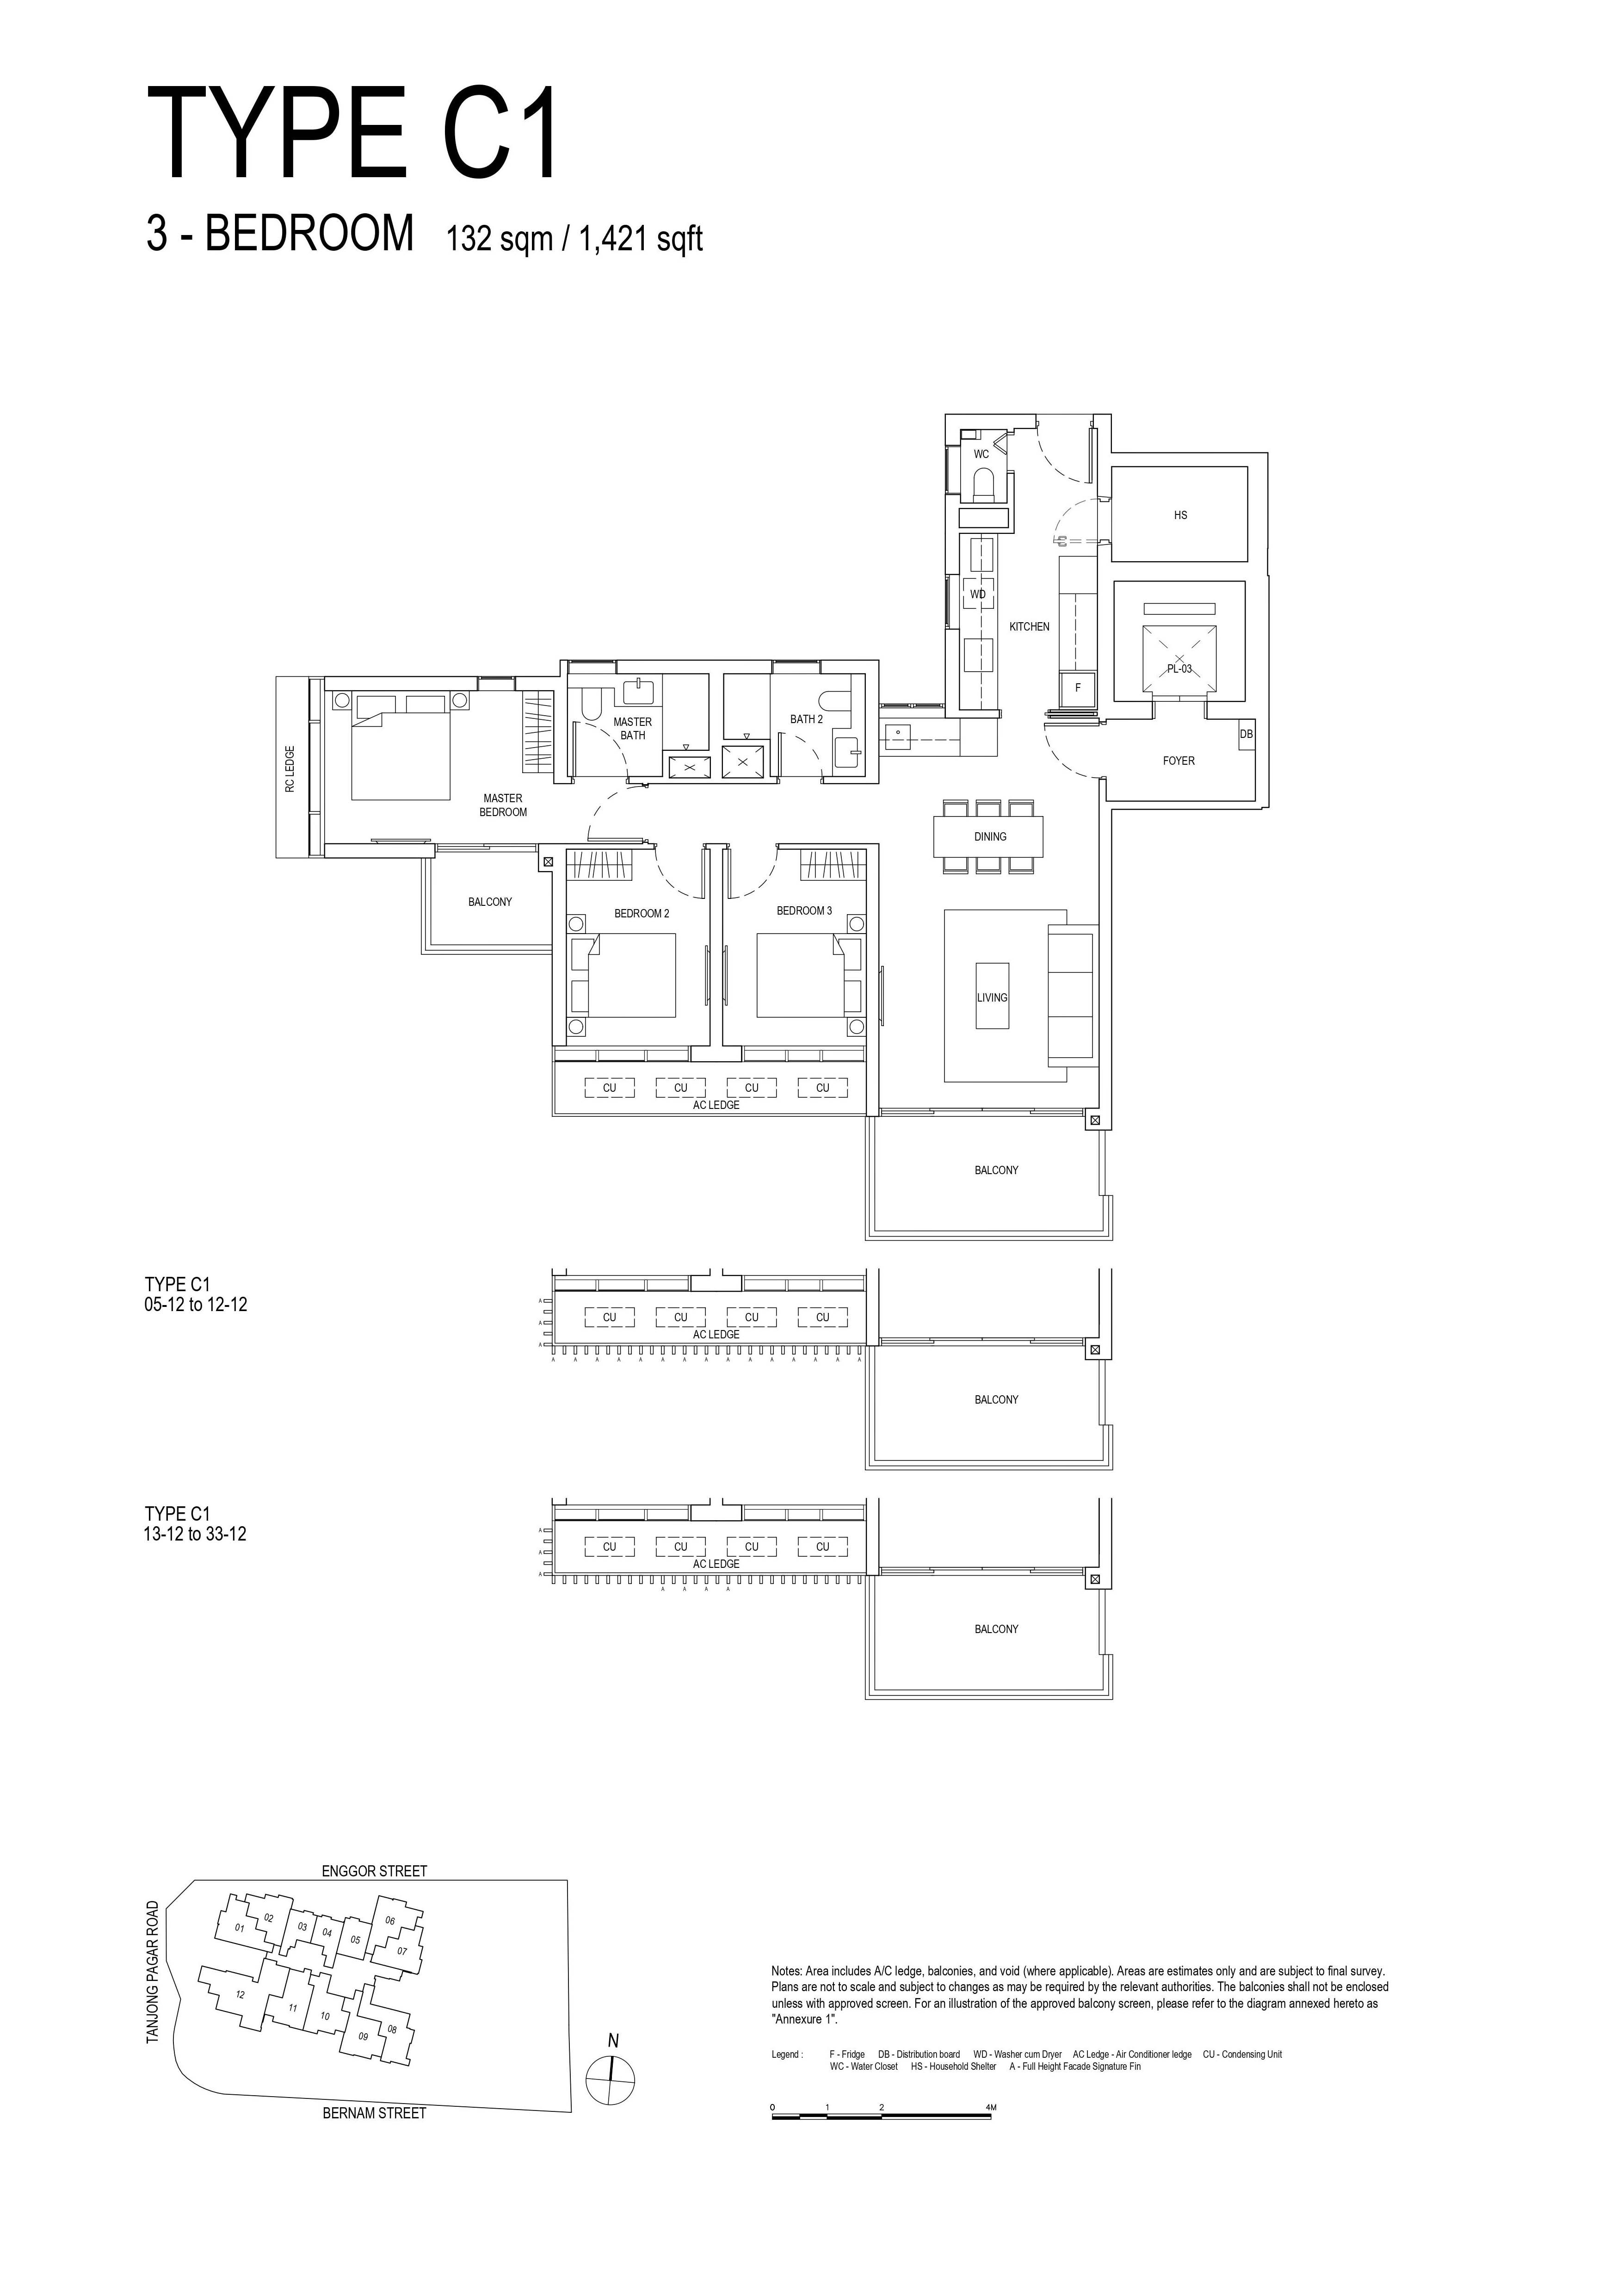 TYPE C1
3 - BEDROOM 132 sqm / 1,421 sqft
WC
HS
WD
KITCHEN
PL-03
F
MASTER
BATH
BATH 2
DB
FOYER
RC LEDGE
MASTER
BEDROOM
DINING
BALCONY
BEDROOM 2
BEDROOM 3
LIVING
CU CU CU CU
AC LEDGE
BALCONY
TYPE C1
05-12 to 12-12
A
A
A
CU CU CU CU
AC LEDGE
A A A A A A A A A A A A A A A
BALCONY
TYPE C1
13-12 to 33-12
A
A
A
CU CU CU CU
AC LEDGE
A A A A
BALCONY
ENGGOR STREET
TANJONG PAGAR ROAD
01
02
03
04
05
06
07
12
11
10
09
08
BERNAM STREET
N
Notes: Area includes A/C ledge, balconies, and void (where applicable). Areas are estimates only and are subject to final survey.
Plans are not to scale and subject to changes as may be required by the relevant authorities. The balconies shall not be enclosed
unless with approved screen. For an illustration of the approved balcony screen, please refer to the diagram annexed hereto as
"Annexure 1".
Legend : F - Fridge DB - Distribution board WD - Washer cum Dryer AC Ledge - Air Conditioner ledge CU - Condensing Unit
WC - Water Closet HS - Household Shelter A - Full Height Facade Signature Fin
0 1 2 4M